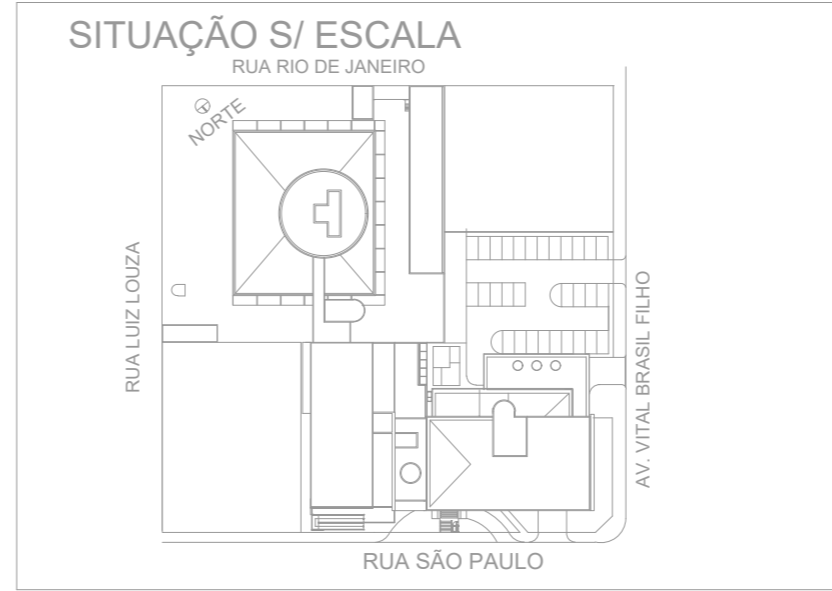 SITUAÇÃO S/ ESCALA
RUA RIO DE JANEIRO
NORTE
RUA LUIZ LOUZA
AV. VITAL BRASIL FILHO
RUA SÃO PAULO